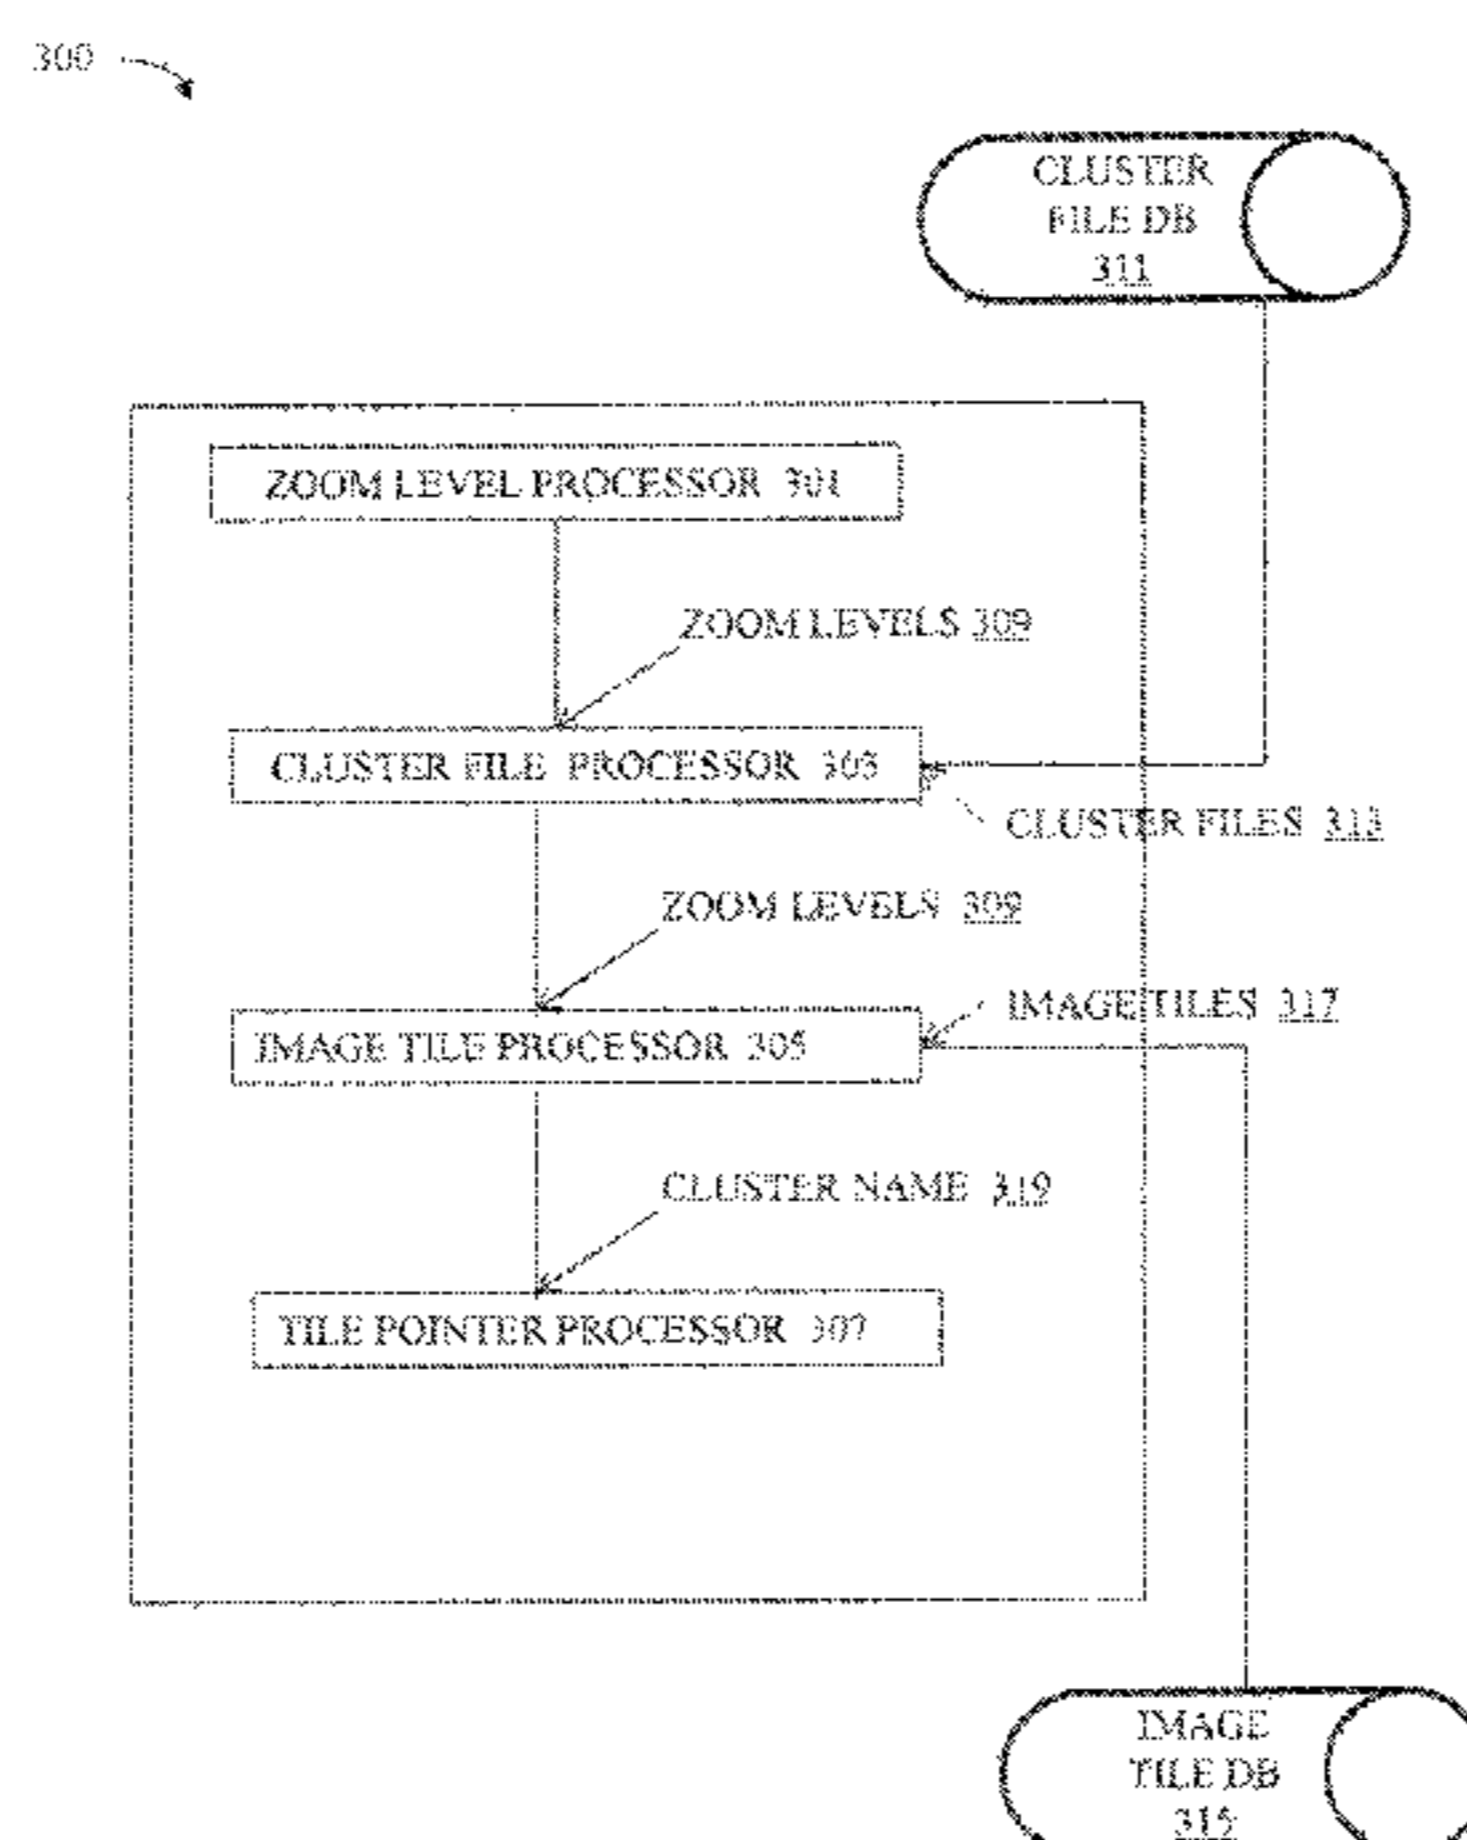 300
CLUSTER
FILE DB
311
ZOOM LEVEL PROCESSOR 301
ZOOM LEVELS 309
CLUSTER FILE PROCESSOR 303
CLUSTER FILES 313
ZOOM LEVELS 309
IMAGE TILES 317
IMAGE TILE PROCESSOR 305
CLUSTER NAME 319
TILE POINTER PROCESSOR 307
IMAGE
TILE DB
315